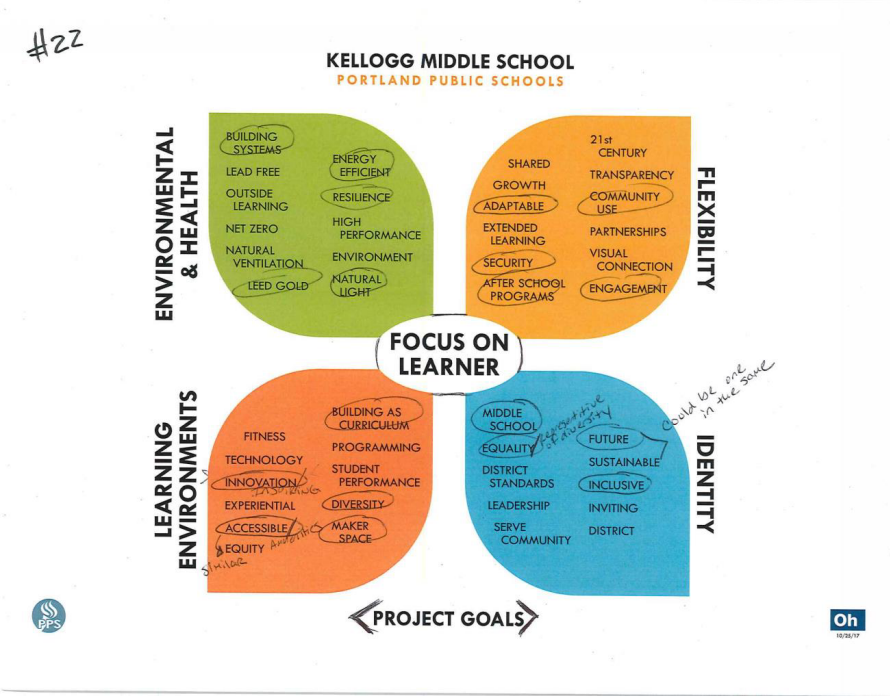 #22
KELLOGG MIDDLE SCHOOL
PORTLAND PUBLIC SCHOOLS
ENVIRONMENTAL
& HEALTH
BUILDING
SYSTEMS
LEAD FREE
OUTSIDE
LEARNING
NET ZERO
NATURAL
VENTILATION
LEED GOLD
ENERGY
EFFICIENT
RESILIENCE
HIGH
PERFORMANCE
ENVIRONMENT
NATURAL
LIGHT
SHARED
GROWTH
ADAPTABLE
EXTENDED
LEARNING
SECURITY
AFTER SCHOOL
PROGRAMS
21st
CENTURY
TRANSPARENCY
COMMUNITY
USE
PARTNERSHIPS
VISUAL
CONNECTION
ENGAGEMENT
FLEXIBILITY
FOCUS ON
LEARNER
LEARNING
ENVIRONMENTS
FITNESS
TECHNOLOGY
INNOVATION/
INSPIRING
EXPERIENTIAL
ACCESSIBLE/
& EQUITY
Similar
BUILDING AS
CURRICULUM
PROGRAMMING
STUDENT
PERFORMANCE
DIVERSITY
MAKER
SPACE
MIDDLE
SCHOOL
EQUALITY/
of diversity
DISTRICT
STANDARDS
LEADERSHIP
SERVE
COMMUNITY
FUTURE
SUSTAINABLE
INCLUSIVE
INVITING
DISTRICT
Could be one
in the same
IDENTITY
<PROJECT GOALS>
PPS
Oh
10/25/17